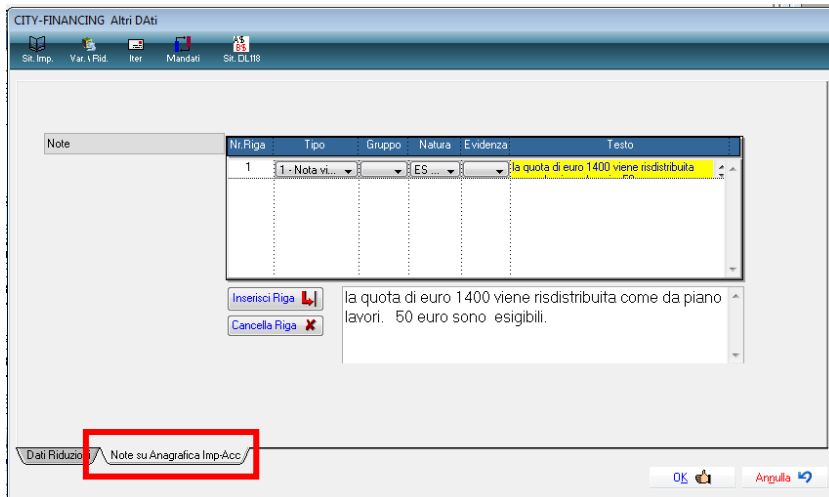 CITY-FINANCING Altri DAti
Sit. Imp. Var. \ Rid. Iter Mandati Sit. DL118
Note
Nr.Riga Tipo Gruppo Natura Evidenza Testo
1 1 - Nota vi... ES ... la quota di euro 1400 viene risdistribuita
Inserisci Riga
Cancella Riga
la quota di euro 1400 viene risdistribuita come da piano
lavori. 50 euro sono esigibili.
Dati Riduzioni Note su Anagrafica Imp-Acc
OK Annulla